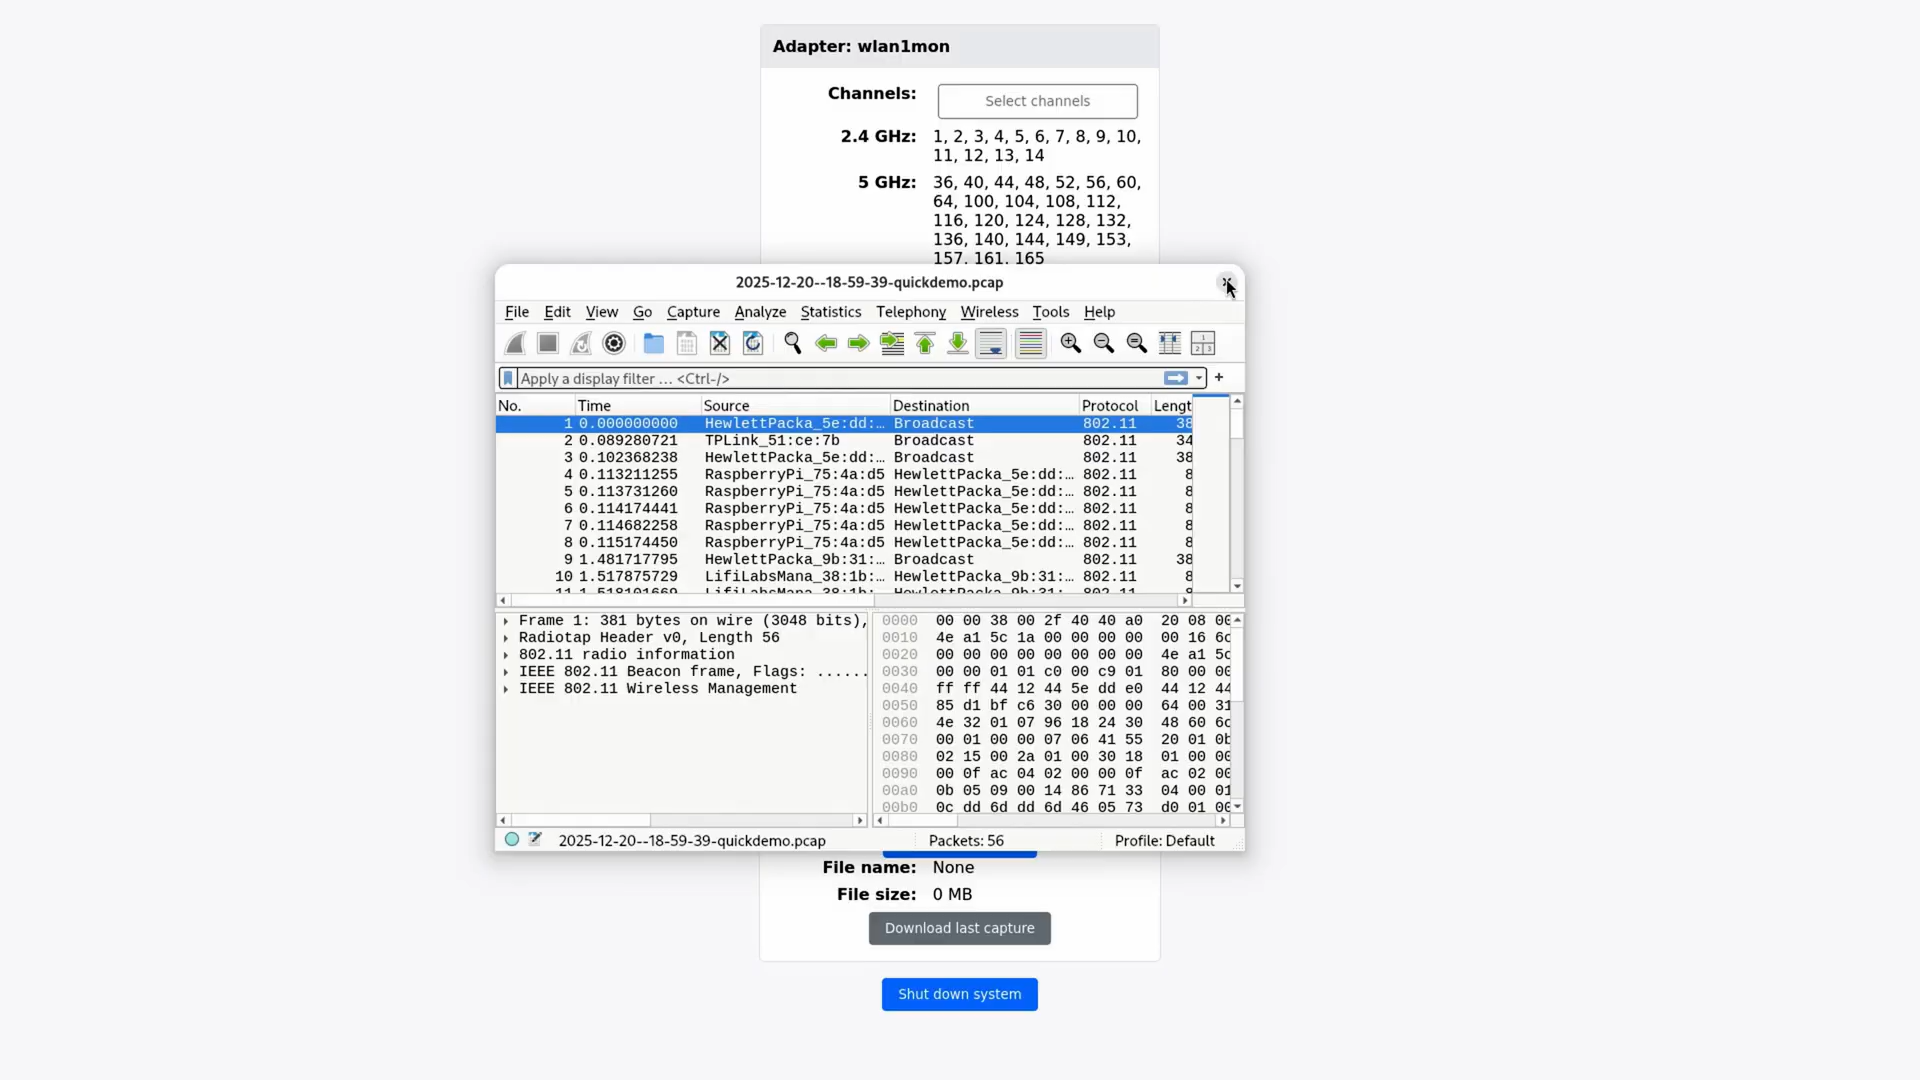 Adapter: wlan1mon
Channels: Select channels
2.4 GHz: 1, 2, 3, 4, 5, 6, 7, 8, 9, 10,
11, 12, 13, 14
5 GHz: 36, 40, 44, 48, 52, 56, 60,
64, 100, 104, 108, 112,
116, 120, 124, 128, 132,
136, 140, 144, 149, 153,
157, 161, 165
2025-12-20--18-59-39-quickdemo.pcap
File Edit View Go Capture Analyze Statistics Telephony Wireless Tools Help
Apply a display filter … <Ctrl-/> +
No. Time Source Destination Protocol Lengt
1 0.000000000 HewlettPacka_5e:dd:… Broadcast 802.11 38
2 0.089280721 TPLink_51:ce:7b Broadcast 802.11 34
3 0.102368238 HewlettPacka_5e:dd:… Broadcast 802.11 38
4 0.113211255 RaspberryPi_75:4a:d5 HewlettPacka_5e:dd:… 802.11 8
5 0.113731260 RaspberryPi_75:4a:d5 HewlettPacka_5e:dd:… 802.11 8
6 0.114174441 RaspberryPi_75:4a:d5 HewlettPacka_5e:dd:… 802.11 8
7 0.114682258 RaspberryPi_75:4a:d5 HewlettPacka_5e:dd:… 802.11 8
8 0.115174450 RaspberryPi_75:4a:d5 HewlettPacka_5e:dd:… 802.11 8
9 1.481717795 HewlettPacka_9b:31:… Broadcast 802.11 38
10 1.517875729 LifiLabsMana_38:1b:… HewlettPacka_9b:31:… 802.11 8
Frame 1: 381 bytes on wire (3048 bits),
Radiotap Header v0, Length 56
802.11 radio information
IEEE 802.11 Beacon frame, Flags: ......
IEEE 802.11 Wireless Management
0000 00 00 38 00 2f 40 40 a0 20 08 00
0010 4e a1 5c 1a 00 00 00 00 00 16 6c
0020 00 00 00 00 00 00 00 00 4e a1 5c
0030 00 00 01 01 c0 00 c9 01 80 00 00
0040 ff ff 44 12 44 5e dd e0 44 12 44
0050 85 d1 bf c6 30 00 00 00 64 00 31
0060 4e 32 01 07 96 18 24 30 48 60 6c
0070 00 01 00 00 07 06 41 55 20 01 0b
0080 02 15 00 2a 01 00 30 18 01 00 00
0090 00 0f ac 04 02 00 00 0f ac 02 00
00a0 0b 05 09 00 14 86 71 33 04 00 01
00b0 0c dd 6d dd 6d 46 05 73 d0 01 00
2025-12-20--18-59-39-quickdemo.pcap Packets: 56 Profile: Default
File name: None
File size: 0 MB
Download last capture
Shut down system